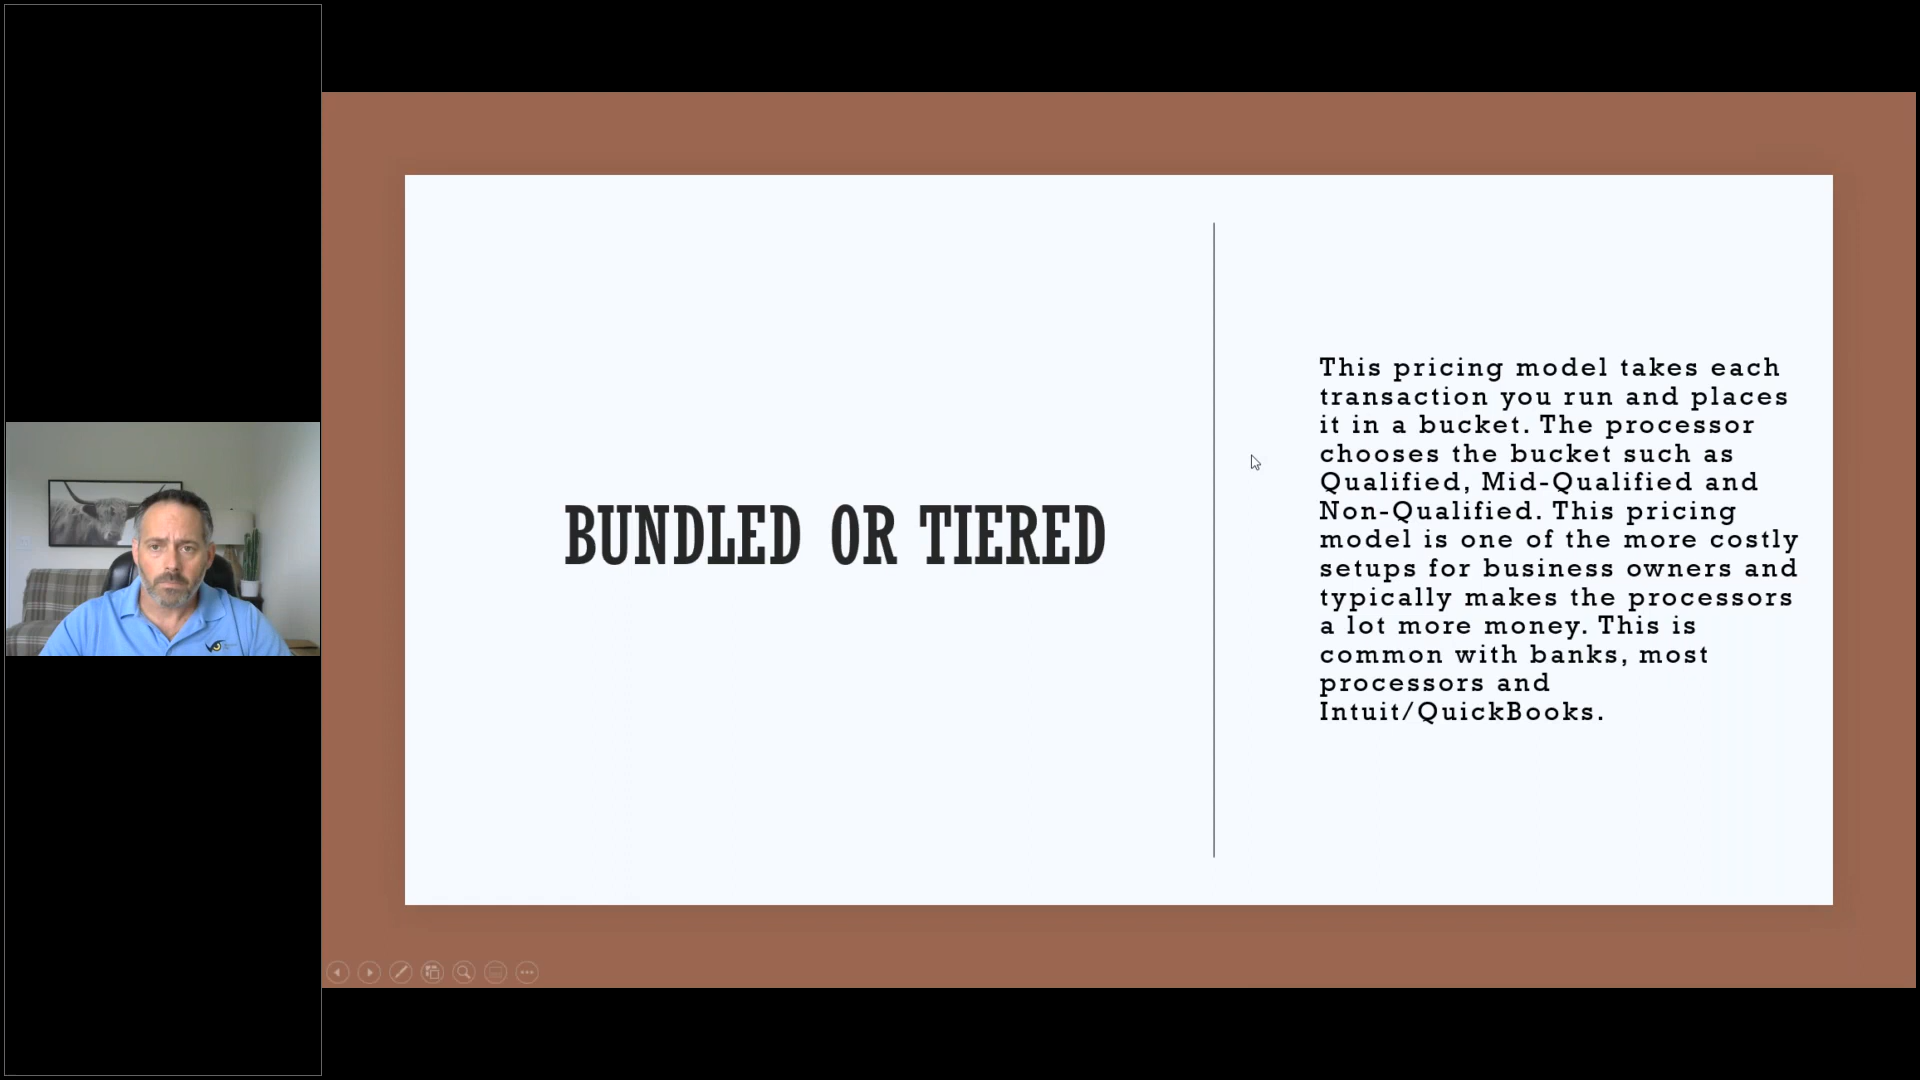 BUNDLED OR TIERED
This pricing model takes each
transaction you run and places
it in a bucket. The processor
chooses the bucket such as
Qualified, Mid-Qualified and
Non-Qualified. This pricing
model is one of the more costly
setups for business owners and
typically makes the processors
a lot more money. This is
common with banks, most
processors and
Intuit/QuickBooks.